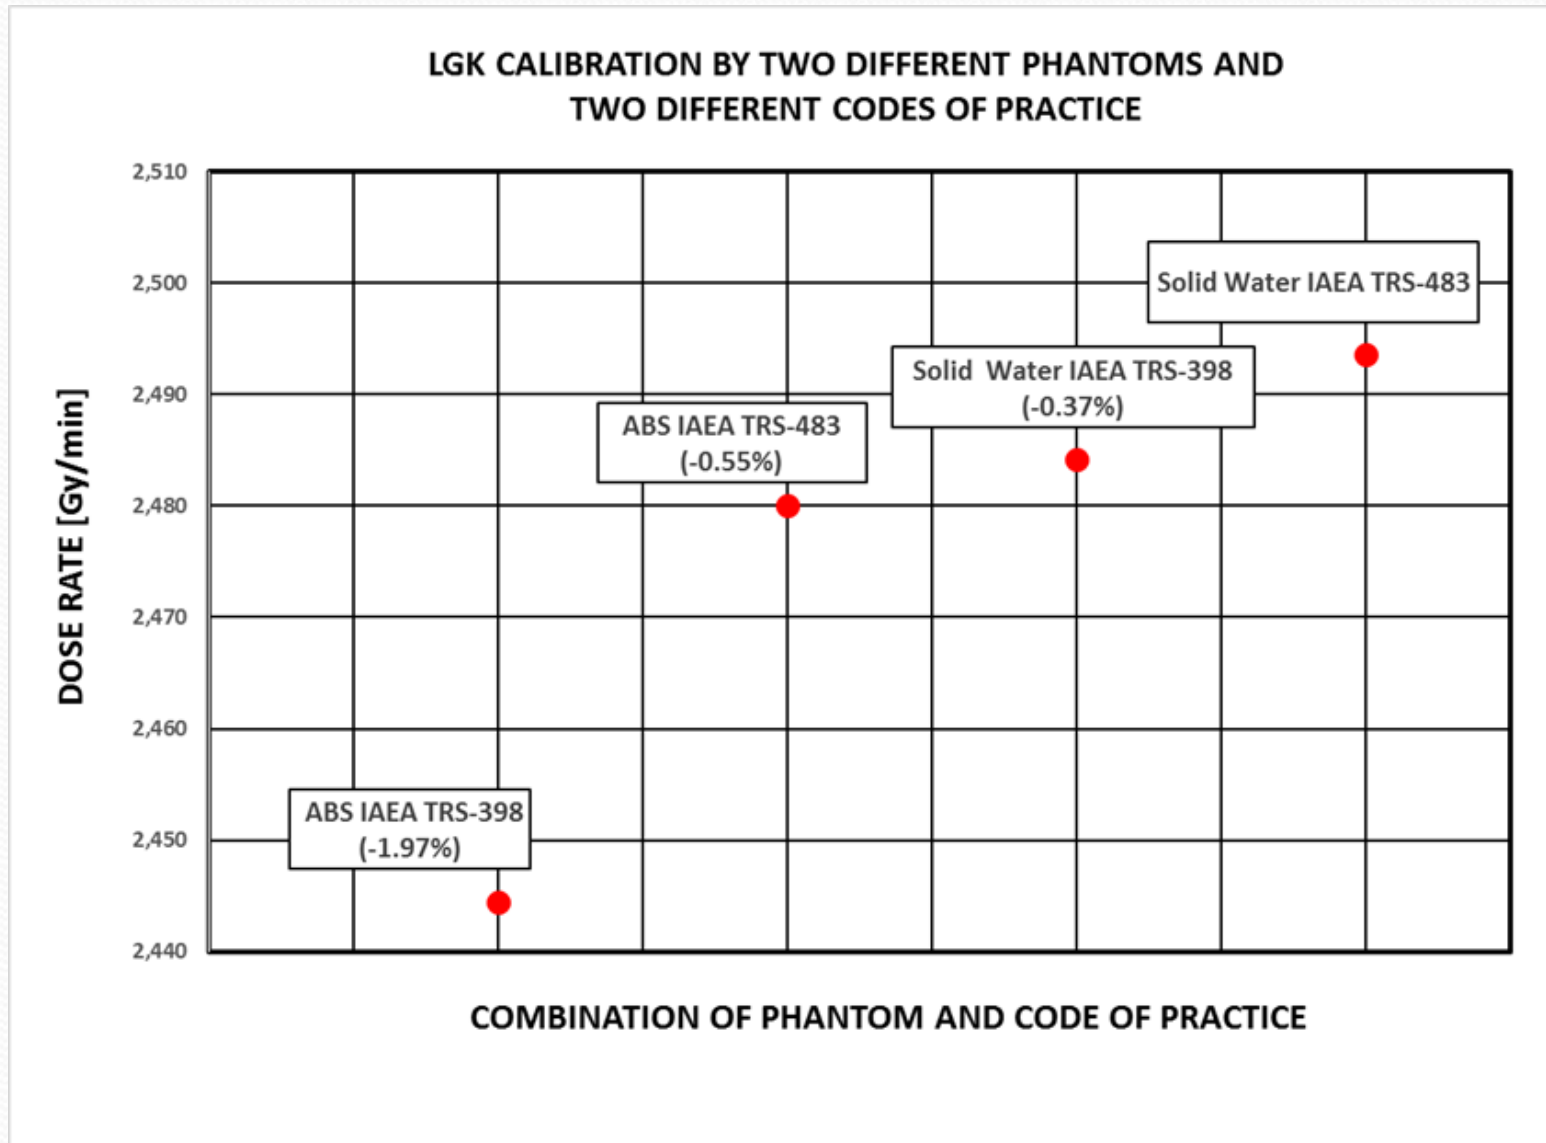 LGK CALIBRATION BY TWO DIFFERENT PHANTOMS AND
TWO DIFFERENT CODES OF PRACTICE
DOSE RATE [Gy/min]
2,510
2,500
2,490
2,480
2,470
2,460
2,450
2,440
Solid Water IAEA TRS-483
Solid  Water IAEA TRS-398
(-0.37%)
ABS IAEA TRS-483
(-0.55%)
ABS IAEA TRS-398
(-1.97%)
COMBINATION OF PHANTOM AND CODE OF PRACTICE